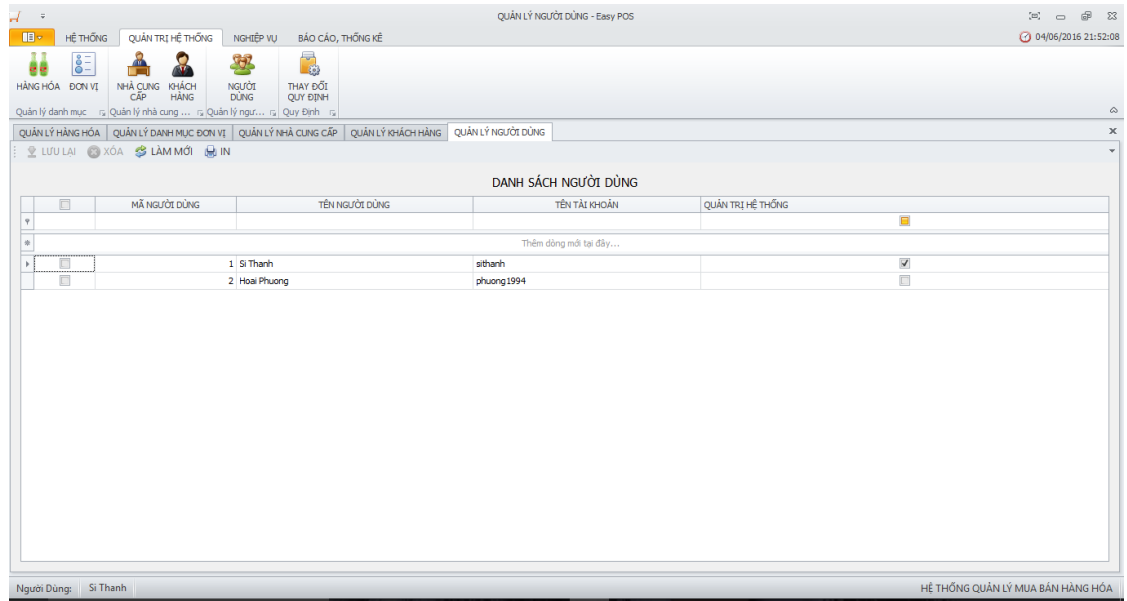 QUẢN LÝ NGƯỜI DÙNG - Easy POS
HỆ THỐNG QUẢN TRỊ HỆ THỐNG NGHIỆP VỤ BÁO CÁO, THỐNG KÊ 04/06/2016 21:52:08
HÀNG HÓA ĐƠN VỊ NHÀ CUNG KHÁCH NGƯỜI THAY ĐỔI
CẤP HÀNG DÙNG QUY ĐỊNH
Quản lý danh mục Quản lý nhà cung ... Quản lý ngư... Quy Định
QUẢN LÝ HÀNG HÓA QUẢN LÝ DANH MỤC ĐƠN VỊ QUẢN LÝ NHÀ CUNG CẤP QUẢN LÝ KHÁCH HÀNG QUẢN LÝ NGƯỜI DÙNG
LƯU LẠI XÓA LÀM MỚI IN
DANH SÁCH NGƯỜI DÙNG
MÃ NGƯỜI DÙNG TÊN NGƯỜI DÙNG TÊN TÀI KHOẢN QUẢN TRỊ HỆ THỐNG
Thêm dòng mới tại đây...
1 Si Thanh sithanh
2 Hoai Phuong phuong1994
Người Dùng: Si Thanh HỆ THỐNG QUẢN LÝ MUA BÁN HÀNG HÓA